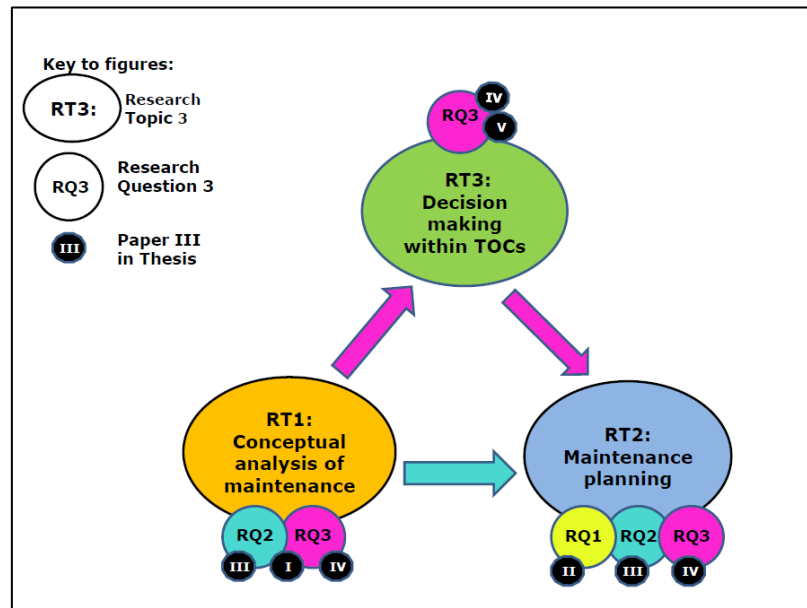 Key to figures:
RT3:
Research
Topic 3
RQ3
Research
Question 3
III
Paper III
in Thesis
RQ3
IV
V
RT3:
Decision
making
within TOCs
RT1:
Conceptual
analysis of
maintenance
RQ2
RQ3
III
I
IV
RT2:
Maintenance
planning
RQ1
RQ2
RQ3
II
III
IV